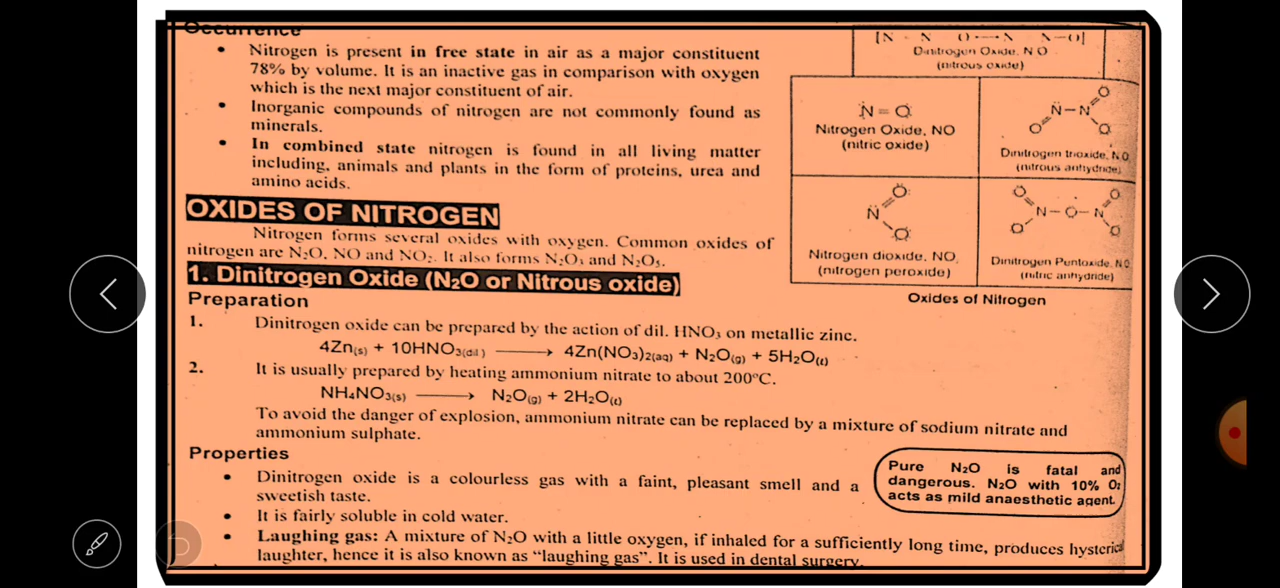 Occurrence
• Nitrogen is present in free state in air as a major constituent
78% by volume. It is an inactive gas in comparison with oxygen
which is the next major constituent of air.
• Inorganic compounds of nitrogen are not commonly found as
minerals.
• In combined state nitrogen is found in all living matter
including, animals and plants in the form of proteins, urea and
amino acids.
OXIDES OF NITROGEN
Nitrogen forms several oxides with oxygen. Common oxides of
nitrogen are N₂O, NO and NO₂. It also forms N₂O₃ and N₂O₅.
Dinitrogen Oxide, N O
(nitrous oxide)
N = O
Nitrogen Oxide, NO
(nitric oxide)
O N–N O O
Dinitrogen trioxide, N O
(nitrous anhydride)
N O O
Nitrogen dioxide, NO
(nitrogen peroxide)
O O N–O–N O O
Dinitrogen Pentoxide, N O
(nitric anhydride)
Oxides of Nitrogen
1. Dinitrogen Oxide (N₂O or Nitrous oxide)
Preparation
1. Dinitrogen oxide can be prepared by the action of dil. HNO₃ on metallic zinc.
4Zn(s) + 10HNO₃(dil) ⟶ 4Zn(NO₃)₂(aq) + N₂O(g) + 5H₂O(ℓ)
2. It is usually prepared by heating ammonium nitrate to about 200°C.
NH₄NO₃(s) ⟶ N₂O(g) + 2H₂O(ℓ)
To avoid the danger of explosion, ammonium nitrate can be replaced by a mixture of sodium nitrate and
ammonium sulphate.
Properties
• Dinitrogen oxide is a colourless gas with a faint, pleasant smell and a
sweetish taste.
• It is fairly soluble in cold water.
Pure N₂O is fatal and
dangerous. N₂O with 10% O₂
acts as mild anaesthetic agent.
• Laughing gas: A mixture of N₂O with a little oxygen, if inhaled for a sufficiently long time, produces hysterical
laughter, hence it is also known as “laughing gas”. It is used in dental surgery.